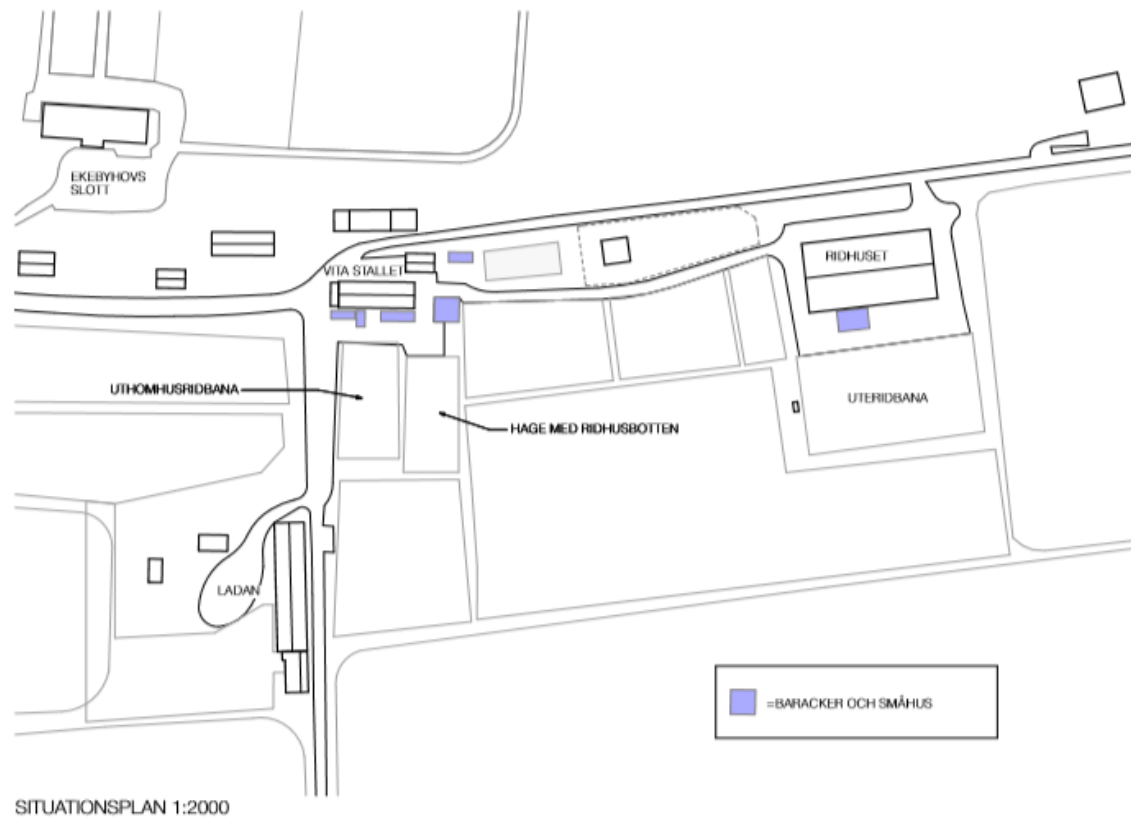 EKEBYHOVS
SLOTT
VITA STALLET
RIDHUSET
UTHOMHUSRIDBANA
UTERIDBANA
HAGE MED RIDHUSBOTTEN
LADAN
=BARACKER OCH SMÅHUS
SITUATIONSPLAN 1:2000